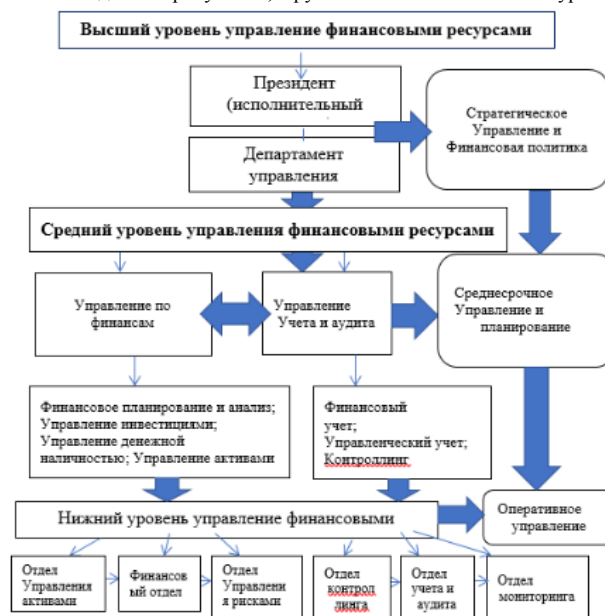 Высший уровень управление финансовыми ресурсами
Президент
(исполнительный
Стратегическое
Управление и
Финансовая политика
Департамент
управления
Средний уровень управления финансовыми ресурсами
Управление по
финансам
Управление
Учета и аудита
Среднесрочное
Управление и
планирование
Финансовое планирование и анализ;
Управление инвестициями;
Управление денежной
наличностью; Управление активами
Финансовый
учет;
Управленческий учет;
Контроллинг
Нижний уровень управление финансовыми
Оперативное
управление
Отдел
Управления
активами
Финансов
ый отдел
Отдел
Управлени
я рисками
Отдел
контрол
линга
Отдел
учета и
аудита
Отдел
мониторинга